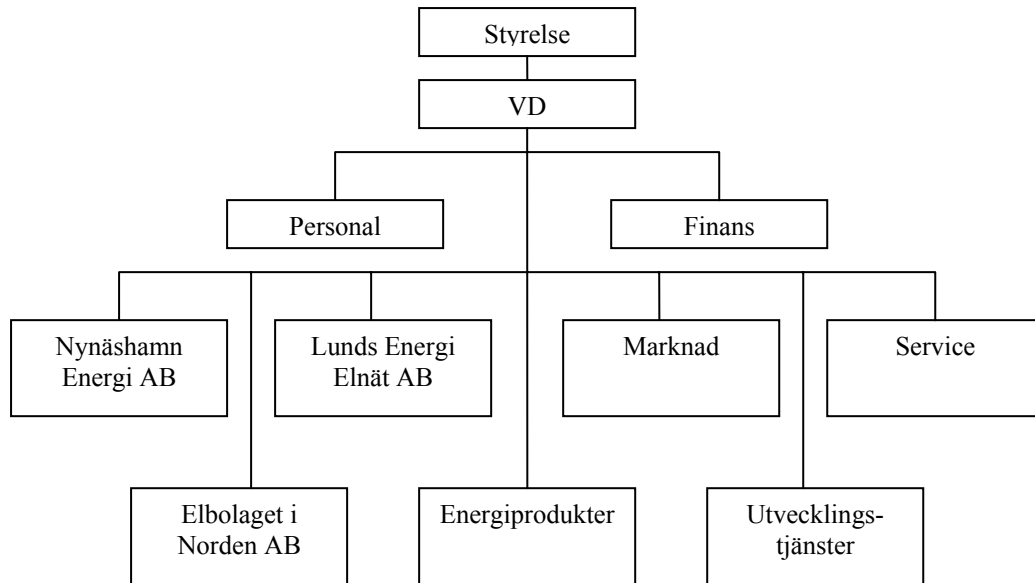 Styrelse
VD
Personal
Finans
Nynäshamn
Energi AB
Lunds Energi
Elnät AB
Marknad
Service
Elbolaget i
Norden AB
Energiprodukter
Utvecklings-
tjänster